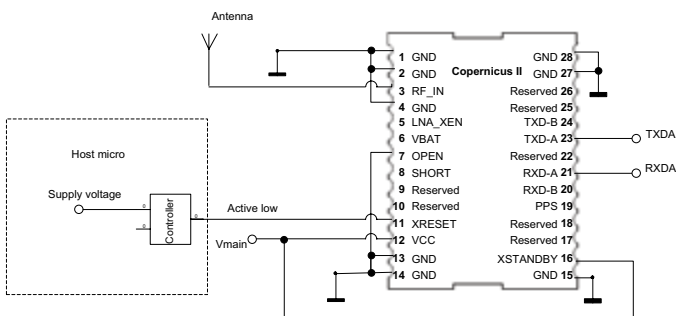 Antenna
Copernicus II
1 GND
2 GND
3 RF_IN
4 GND
5 LNA_XEN
6 VBAT
7 OPEN
8 SHORT
9 Reserved
10 Reserved
11 XRESET
12 VCC
13 GND
14 GND
GND 28
GND 27
Reserved 26
Reserved 25
TXD-B 24
TXD-A 23
Reserved 22
RXD-A 21
RXD-B 20
PPS 19
Reserved 18
Reserved 17
XSTANDBY 16
GND 15
TXDA
RXDA
Host micro
Supply voltage
0
0
Controller
0
Active low
Vmain